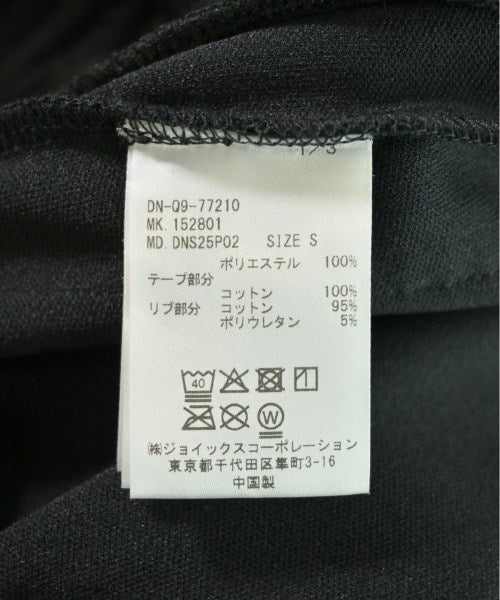 1/3
DN-Q9-77210
MK. 152801
MD. DNS25P02 SIZE S
ポリエステル 100%
テープ部分
コットン 100%
リブ部分 コットン 95%
ポリウレタン 5%
40
W
㈱ジョイックスコーポレーション
東京都千代田区隼町3-16
中国製